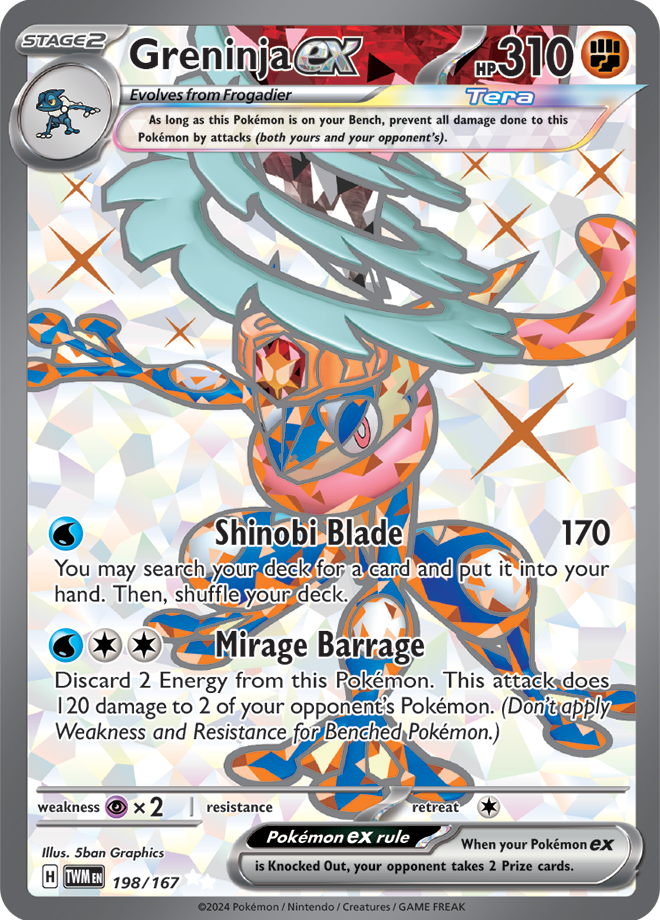 STAGE 2
Greninja ex
HP 310
Evolves from Frogadier
Tera
As long as this Pokémon is on your Bench, prevent all damage done to this
Pokémon by attacks (both yours and your opponent's).
Shinobi Blade 170
You may search your deck for a card and put it into your
hand. Then, shuffle your deck.
Mirage Barrage
Discard 2 Energy from this Pokémon. This attack does
120 damage to 2 of your opponent's Pokémon. (Don't apply
Weakness and Resistance for Benched Pokémon.)
weakness ×2 resistance retreat
Illus. 5ban Graphics
Pokémon ex rule When your Pokémon ex
is Knocked Out, your opponent takes 2 Prize cards.
H TWM EN 198/167
©2024 Pokémon / Nintendo / Creatures / GAME FREAK